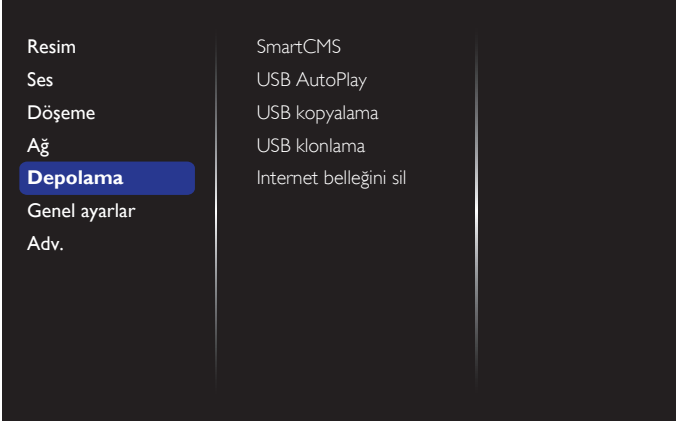 Resim
Ses
Döşeme
Ağ
Depolama
Genel ayarlar
Adv.
SmartCMS
USB AutoPlay
USB kopyalama
USB klonlama
Internet belleğini sil